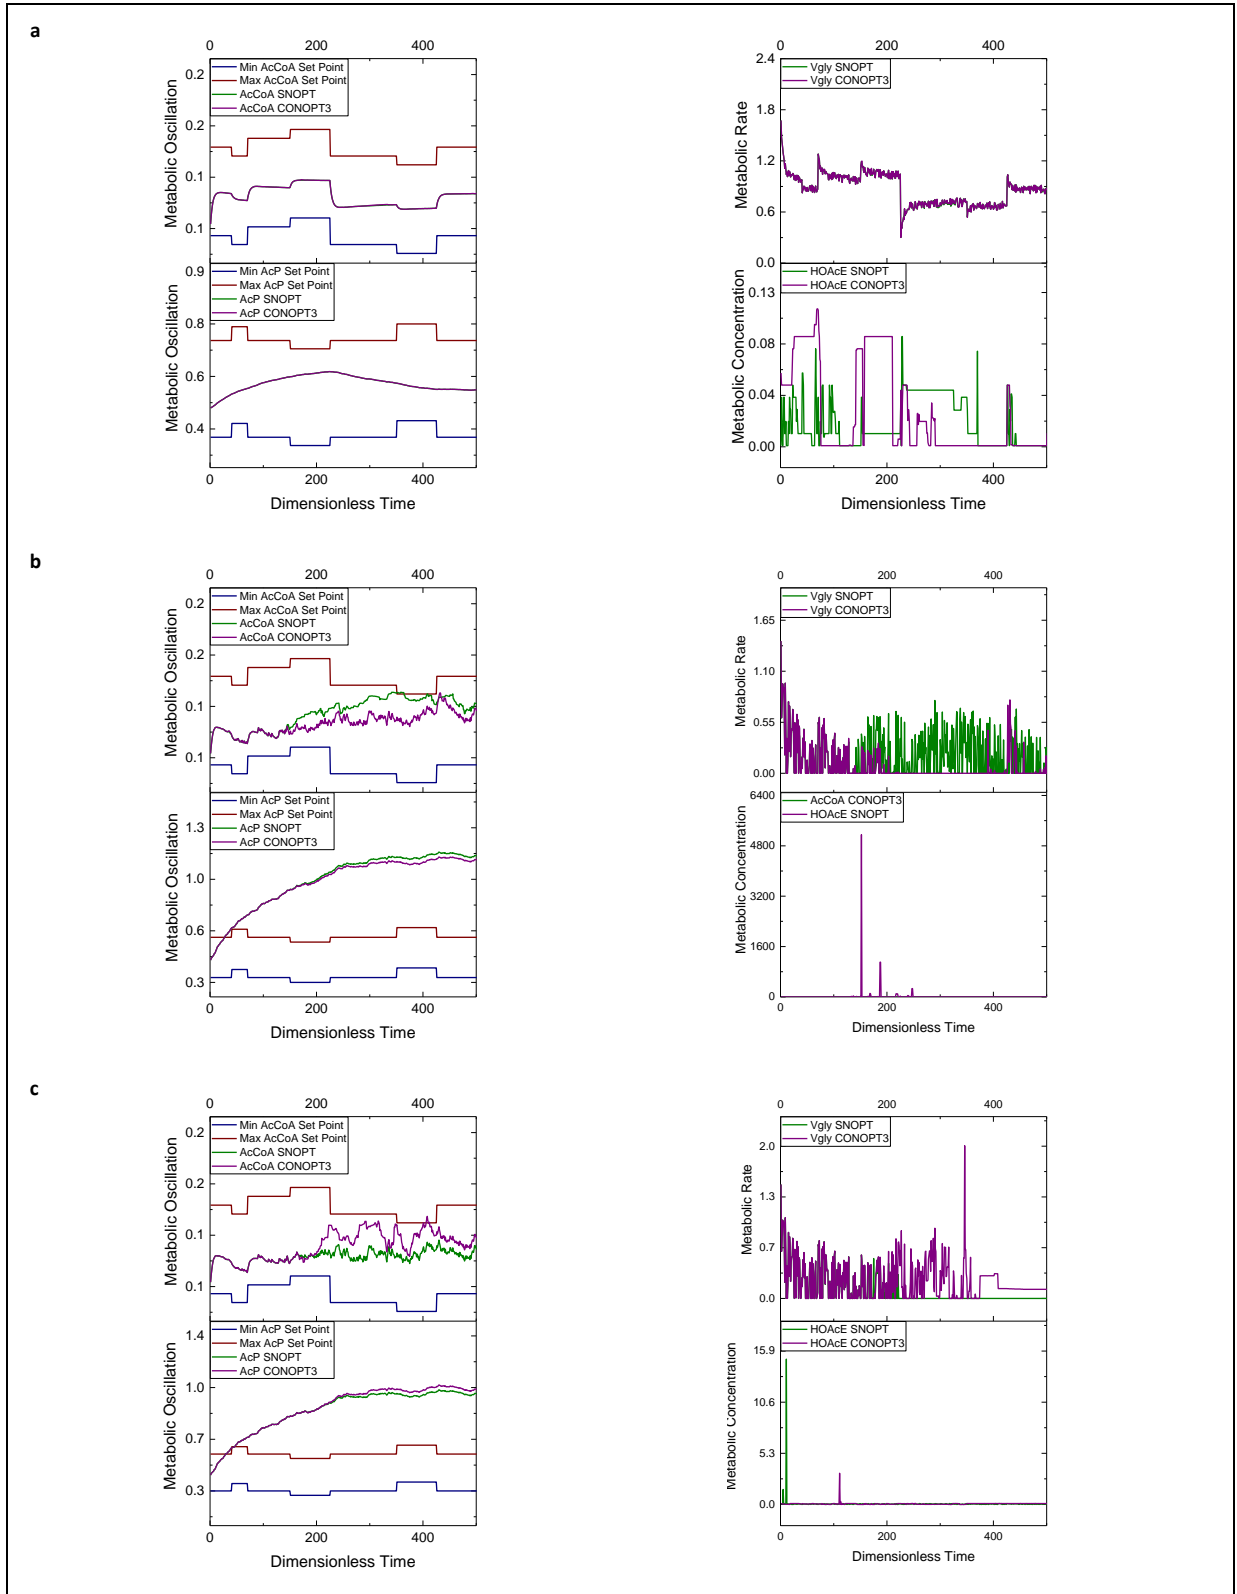 a
0 200 400
Min AcCoA Set Point
Max AcCoA Set Point
AcCoA SNOPT
AcCoA CONOPT3
0.2
0.2
0.1
0.1
Metabolic Oscillation
Min AcP Set Point
Max AcP Set Point
AcP SNOPT
AcP CONOPT3
0.9
0.8
0.6
0.4
Metabolic Oscillation
0 200 400
Dimensionless Time
0 200 400
Vgly SNOPT
Vgly CONOPT3
2.4
1.8
1.2
0.6
0.0
Metabolic Rate
HOAcE SNOPT
HOAcE CONOPT3
0.13
0.08
0.04
0.00
Metabolic Concentration
0 200 400
Dimensionless Time
b
0 200 400
Min AcCoA Set Point
Max AcCoA Set Point
AcCoA SNOPT
AcCoA CONOPT3
0.2
0.2
0.1
0.1
Metabolic Oscillation
Min AcP Set Point
Max AcP Set Point
AcP SNOPT
AcP CONOPT3
1.3
1.0
0.6
0.3
Metabolic Oscillation
0 200 400
Dimensionless Time
0 200 400
Vgly SNOPT
Vgly CONOPT3
1.65
1.10
0.55
0.00
Metabolic Rate
AcCoA CONOPT3
HOAcE SNOPT
6400
4800
3200
1600
0
Metabolic Concentration
0 200 400
Dimensionless Time
c
0 200 400
Min AcCoA Set Point
Max AcCoA Set Point
AcCoA SNOPT
AcCoA CONOPT3
0.2
0.2
0.1
0.1
Metabolic Oscillation
Min AcP Set Point
Max AcP Set Point
AcP SNOPT
AcP CONOPT3
1.4
1.0
0.7
0.3
Metabolic Oscillation
0 200 400
Dimensionless Time
0 200 400
Vgly SNOPT
Vgly CONOPT3
2.0
1.3
0.7
0.0
Metabolic Rate
HOAcE SNOPT
HOAcE CONOPT3
15.9
10.6
5.3
0.0
Metabolic Concentration
0 200 400
Dimensionless Time